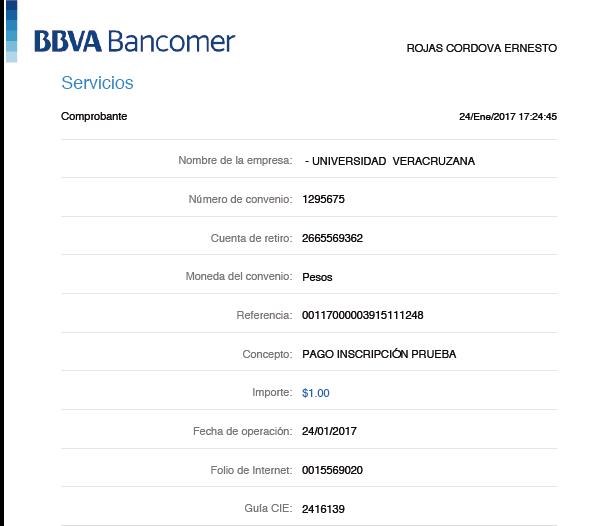 BBVA Bancomer
ROJAS CORDOVA ERNESTO
Servicios
Comprobante 24/Ene/2017 17:24:45
Nombre de la empresa: - UNIVERSIDAD VERACRUZANA
Número de convenio: 1295675
Cuenta de retiro: 2665569362
Moneda del convenio: Pesos
Referencia: 00117000003915111248
Concepto: PAGO INSCRIPCIÓN PRUEBA
Importe: $1.00
Fecha de operación: 24/01/2017
Folio de Internet: 0015569020
Guía CIE: 2416139